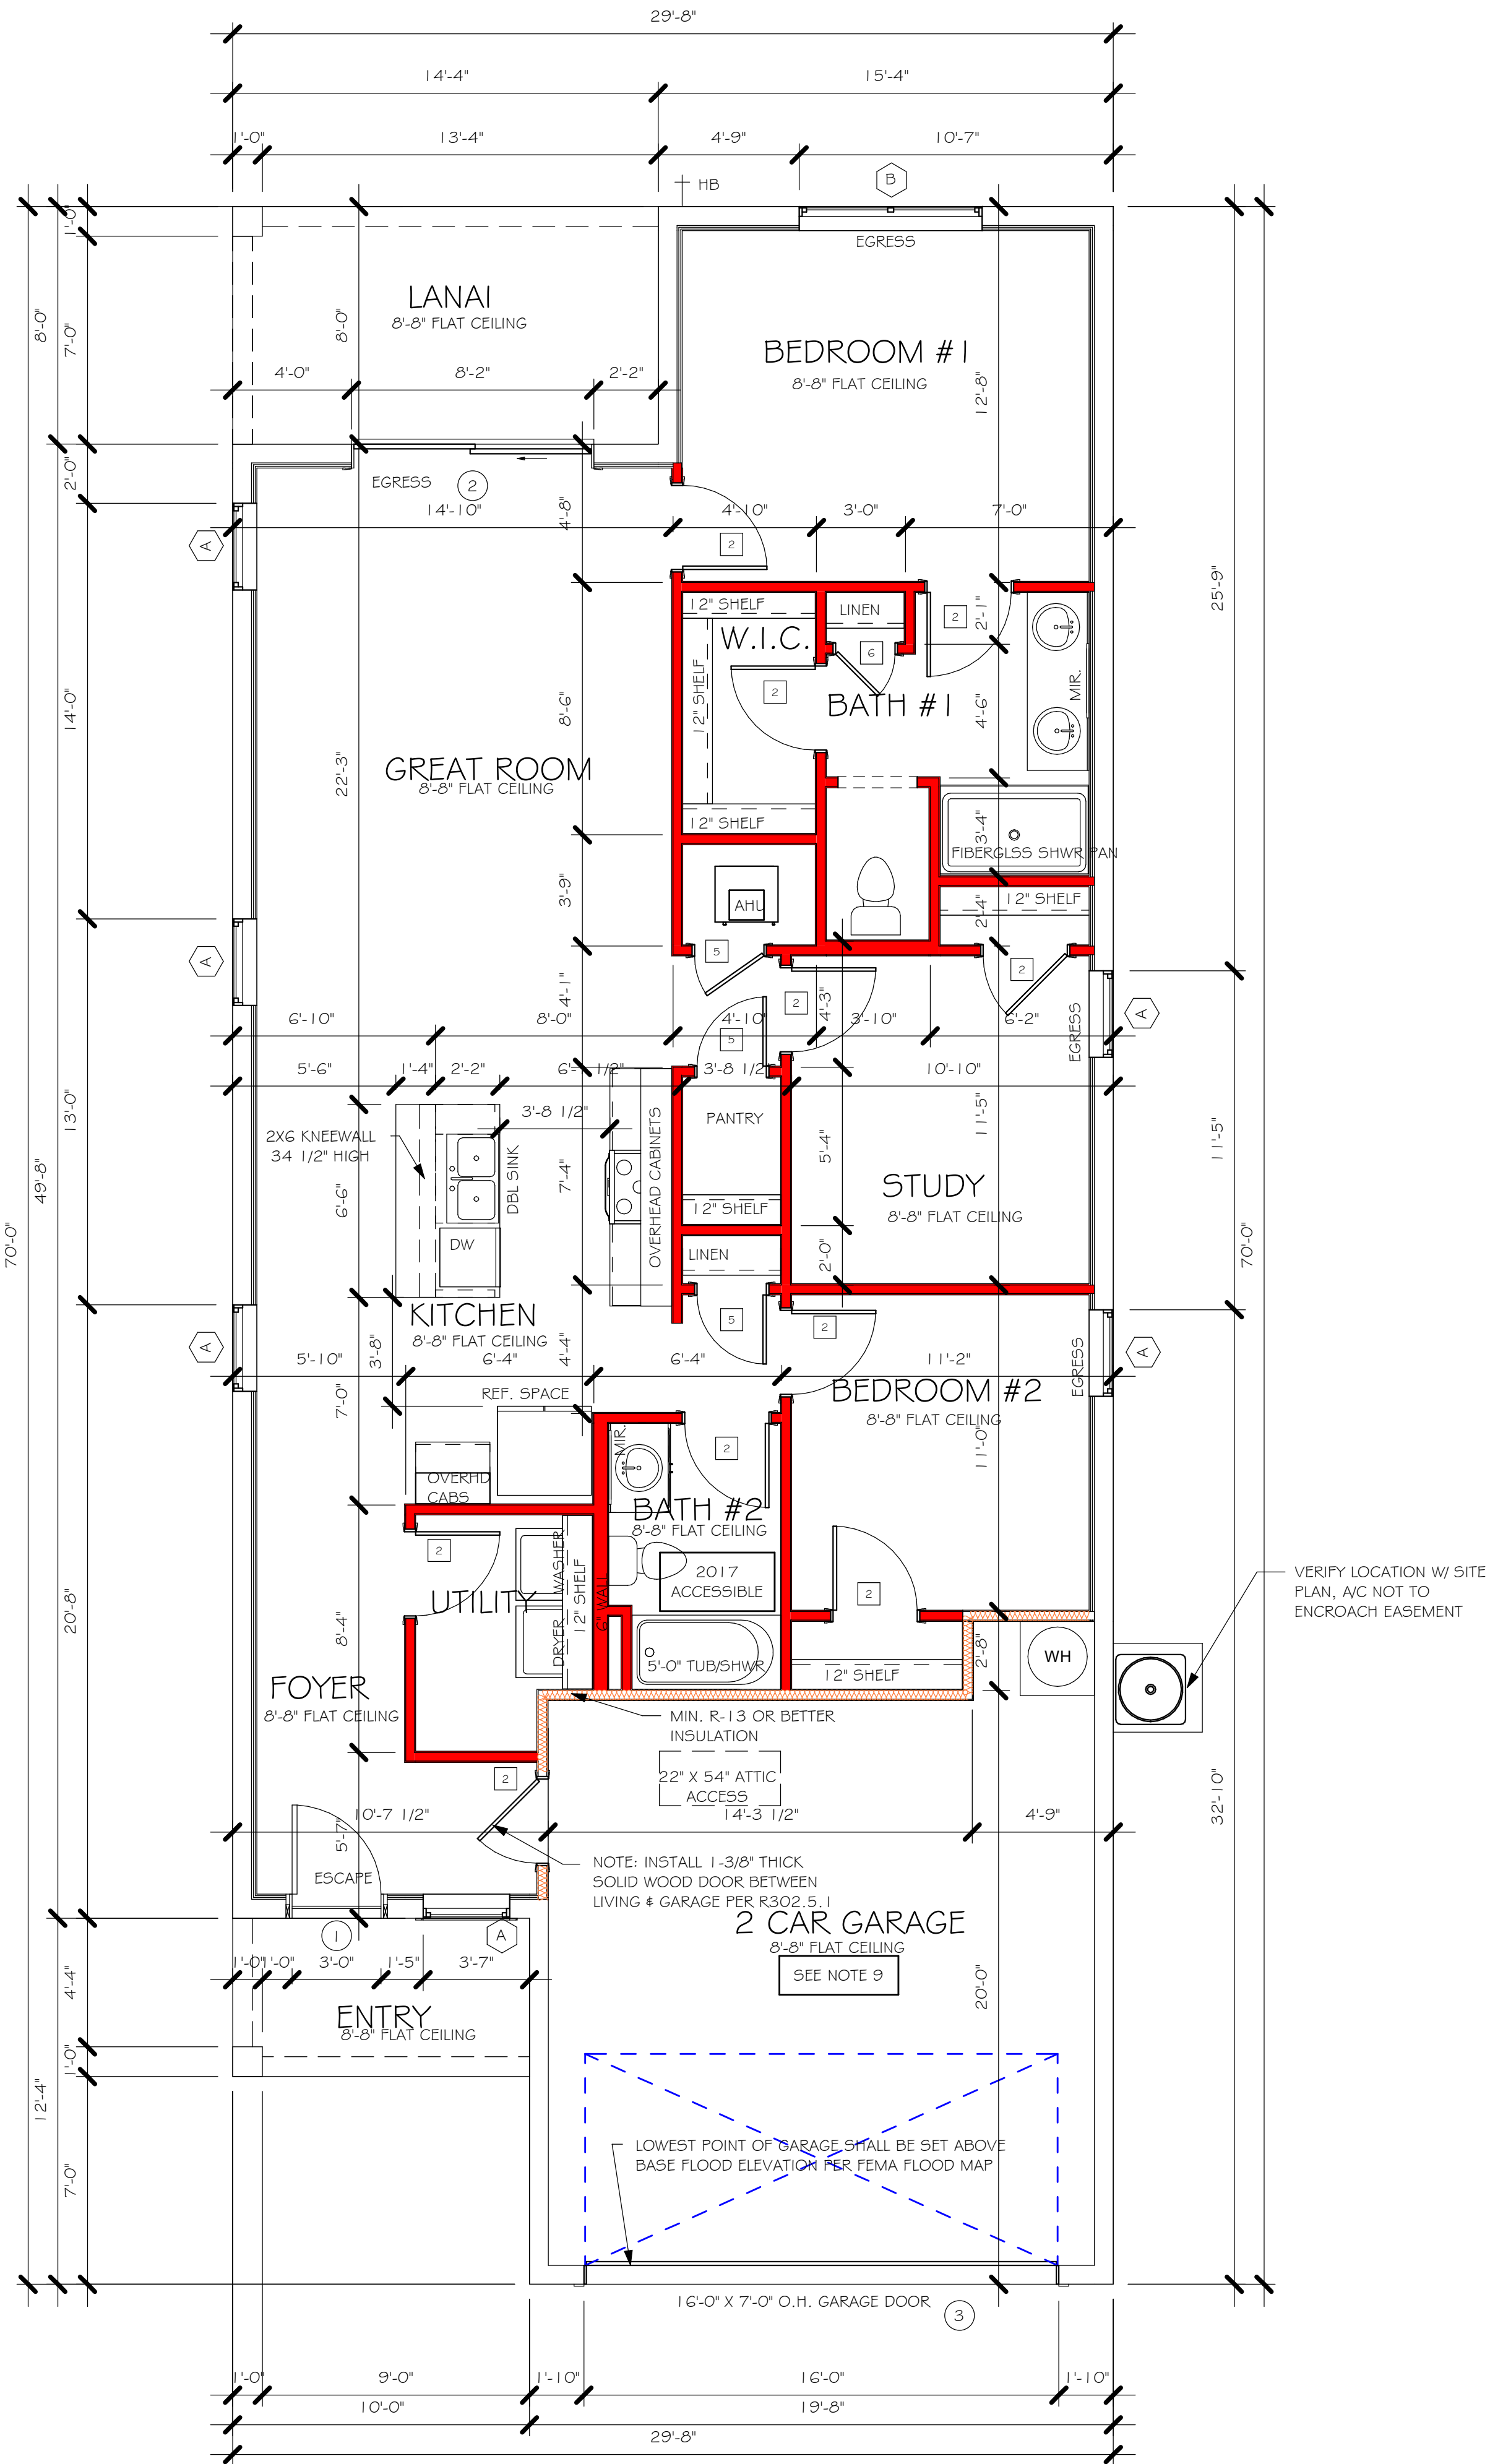 29'-8"
14'-4"
15'-4"
1'-0"
13'-4"
4'-9"
10'-7"
HB
B
EGRESS
1'-0"
7'-0"
8'-0"
8'-0"
LANAI
8'-8" FLAT CEILING
BEDROOM #1
8'-8" FLAT CEILING
12'-8"
4'-0"
8'-2"
2'-2"
2'-0"
EGRESS
2
14'-10"
4'-8"
4'-10"
3'-0"
7'-0"
A
2
12" SHELF
LINEN
2
2'-1"
W.I.C.
6
12" SHELF
2
BATH #1
MIR.
4'-6"
25'-9"
14'-0"
8'-6"
22'-3"
GREAT ROOM
8'-8" FLAT CEILING
12" SHELF
3'-4"
FIBERGLSS SHWR PAN
3'-9"
AHU
12" SHELF
2'-4"
A
5
2
4'-1"
2
4'-3"
6'-10"
8'-0"
4'-10"
3'-10"
6'-2"
5
EGRESS
A
5'-6"
1'-4"
2'-2"
6'-1 1/2"
3'-8 1/2"
10'-10"
3'-8 1/2"
2X6 KNEEWALL
34 1/2" HIGH
PANTRY
11'-5"
11'-5"
13'-0"
49'-8"
6'-6"
DBL SINK
7'-4"
OVERHEAD CABINETS
5'-4"
STUDY
8'-8" FLAT CEILING
12" SHELF
70'-0"
70'-0"
DW
LINEN
2'-0"
KITCHEN
8'-8" FLAT CEILING
5
2
A
5'-10"
3'-8"
6'-4"
4'-4"
6'-4"
11'-2"
EGRESS
A
BEDROOM #2
8'-8" FLAT CEILING
7'-0"
REF. SPACE
MIR.
2
11'-0"
OVERHD
CABS
BATH #2
8'-8" FLAT CEILING
2
WASHER
DRYER
12" SHELF
6" WALL
2017
ACCESSIBLE
UTILITY
2
20'-8"
8'-4"
VERIFY LOCATION W/ SITE
PLAN, A/C NOT TO
ENCROACH EASEMENT
5'-0" TUB/SHWR
12" SHELF
2'-8"
WH
FOYER
8'-8" FLAT CEILING
MIN. R-13 OR BETTER
INSULATION
2
22" X 54" ATTIC
ACCESS
10'-7 1/2"
14'-3 1/2"
4'-9"
32'-10"
5'-7"
ESCAPE
NOTE: INSTALL 1-3/8" THICK
SOLID WOOD DOOR BETWEEN
LIVING & GARAGE PER R302.5.1
2 CAR GARAGE
8'-8" FLAT CEILING
SEE NOTE 9
1
A
1'-0"
1'-0"
3'-0"
1'-5"
3'-7"
4'-4"
20'-0"
ENTRY
8'-8" FLAT CEILING
1'-0"
12'-4"
7'-0"
LOWEST POINT OF GARAGE SHALL BE SET ABOVE
BASE FLOOD ELEVATION PER FEMA FLOOD MAP
16'-0" X 7'-0" O.H. GARAGE DOOR
3
1'-0"
9'-0"
1'-10"
16'-0"
1'-10"
10'-0"
19'-8"
29'-8"